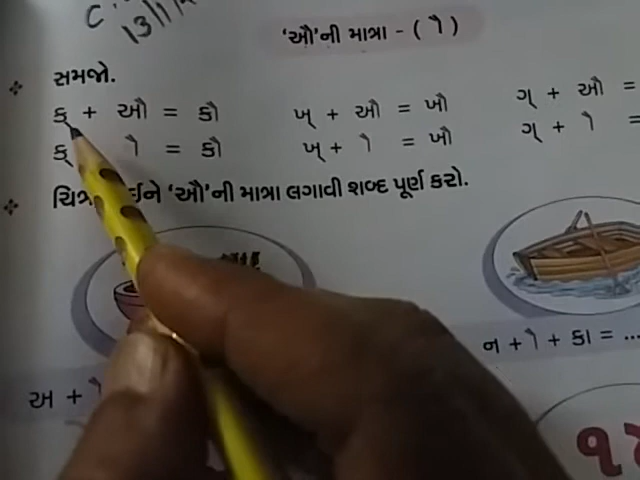 'ઔ'ની માત્રા - ( ૌ )
સમજો.
ક્ + ઔ = કૌ ખ્ + ઔ = ખૌ ગ્ + ઔ =
ક્ ૌ = કૌ ખ્ + ૌ = ખૌ ગ્ + ૌ =
'ઔ'ની માત્રા લગાવી શબ્દ પૂર્ણ કરો.
ન + ૌ + કા = ...
અ +